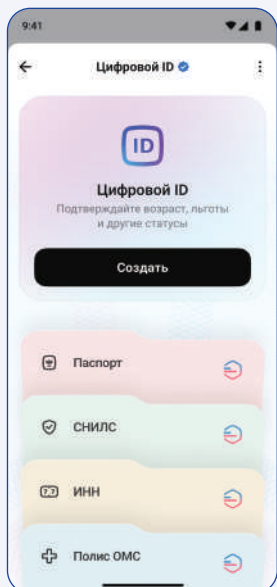 9:41
Цифровой ID
ID
Цифровой ID
Подтверждайте возраст, льготы
и другие статусы
Создать
Паспорт
СНИЛС
ИНН
Полис ОМС